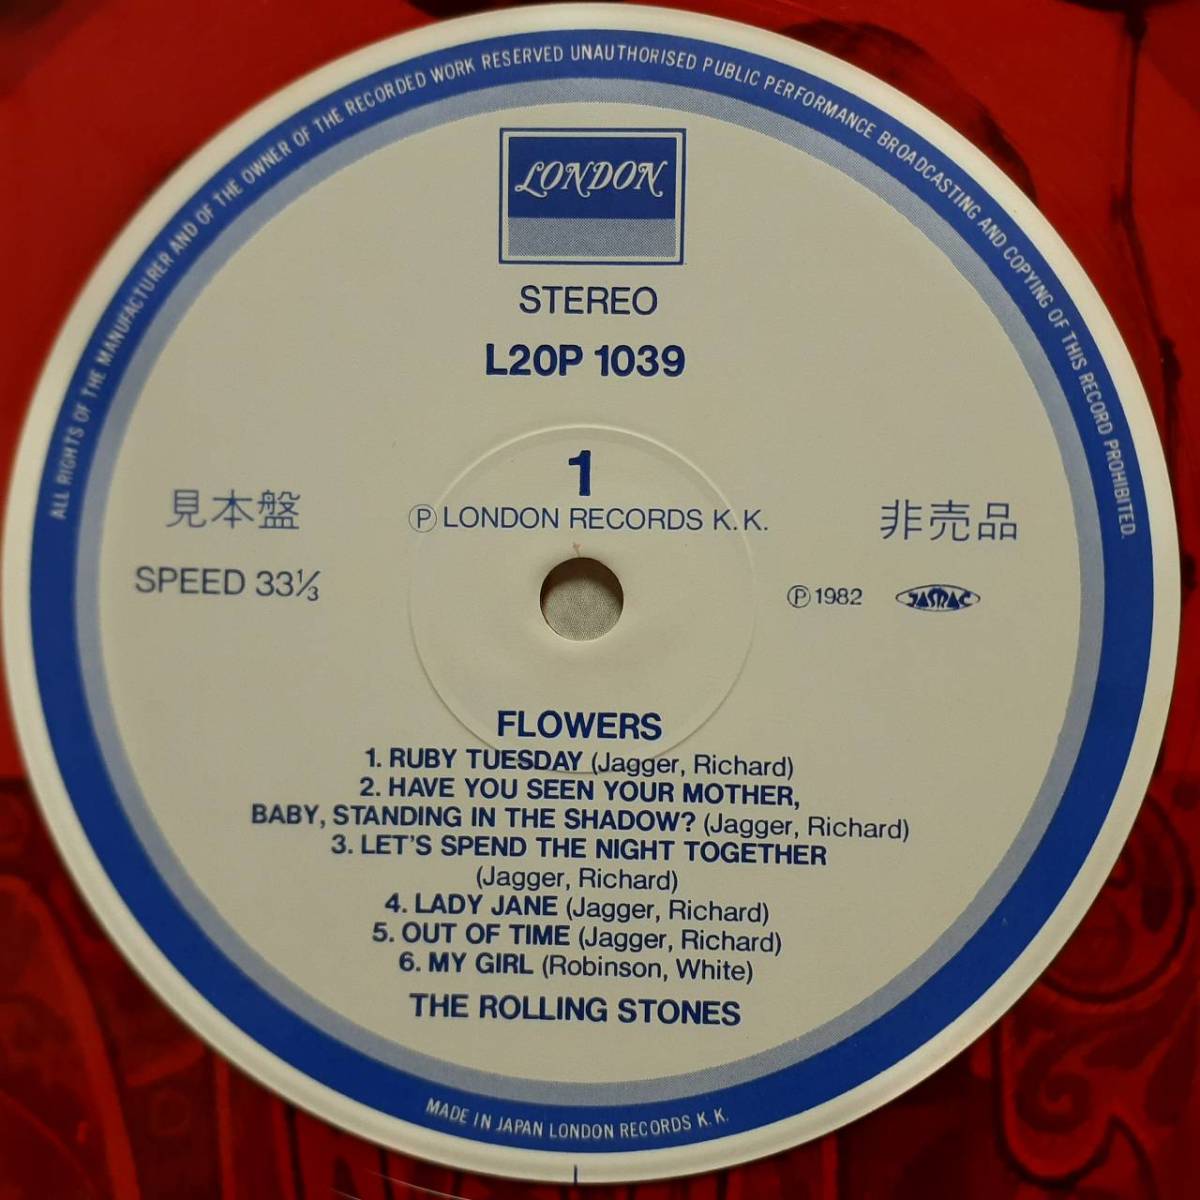 ALL RIGHTS OF THE MANUFACTURER AND OF THE OWNER OF THE RECORDED WORK RESERVED UNAUTHORISED PUBLIC PERFORMANCE BROADCASTING AND COPYING OF THIS RECORD PROHIBITED.
LONDON
STEREO
L20P 1039
1
Ⓟ LONDON RECORDS K.K.
見本盤
非売品
SPEED 33⅓
Ⓟ 1982 JASRAC
FLOWERS
1. RUBY TUESDAY (Jagger, Richard)
2. HAVE YOU SEEN YOUR MOTHER,
BABY, STANDING IN THE SHADOW? (Jagger, Richard)
3. LET'S SPEND THE NIGHT TOGETHER
(Jagger, Richard)
4. LADY JANE (Jagger, Richard)
5. OUT OF TIME (Jagger, Richard)
6. MY GIRL (Robinson, White)
THE ROLLING STONES
MADE IN JAPAN LONDON RECORDS K.K.